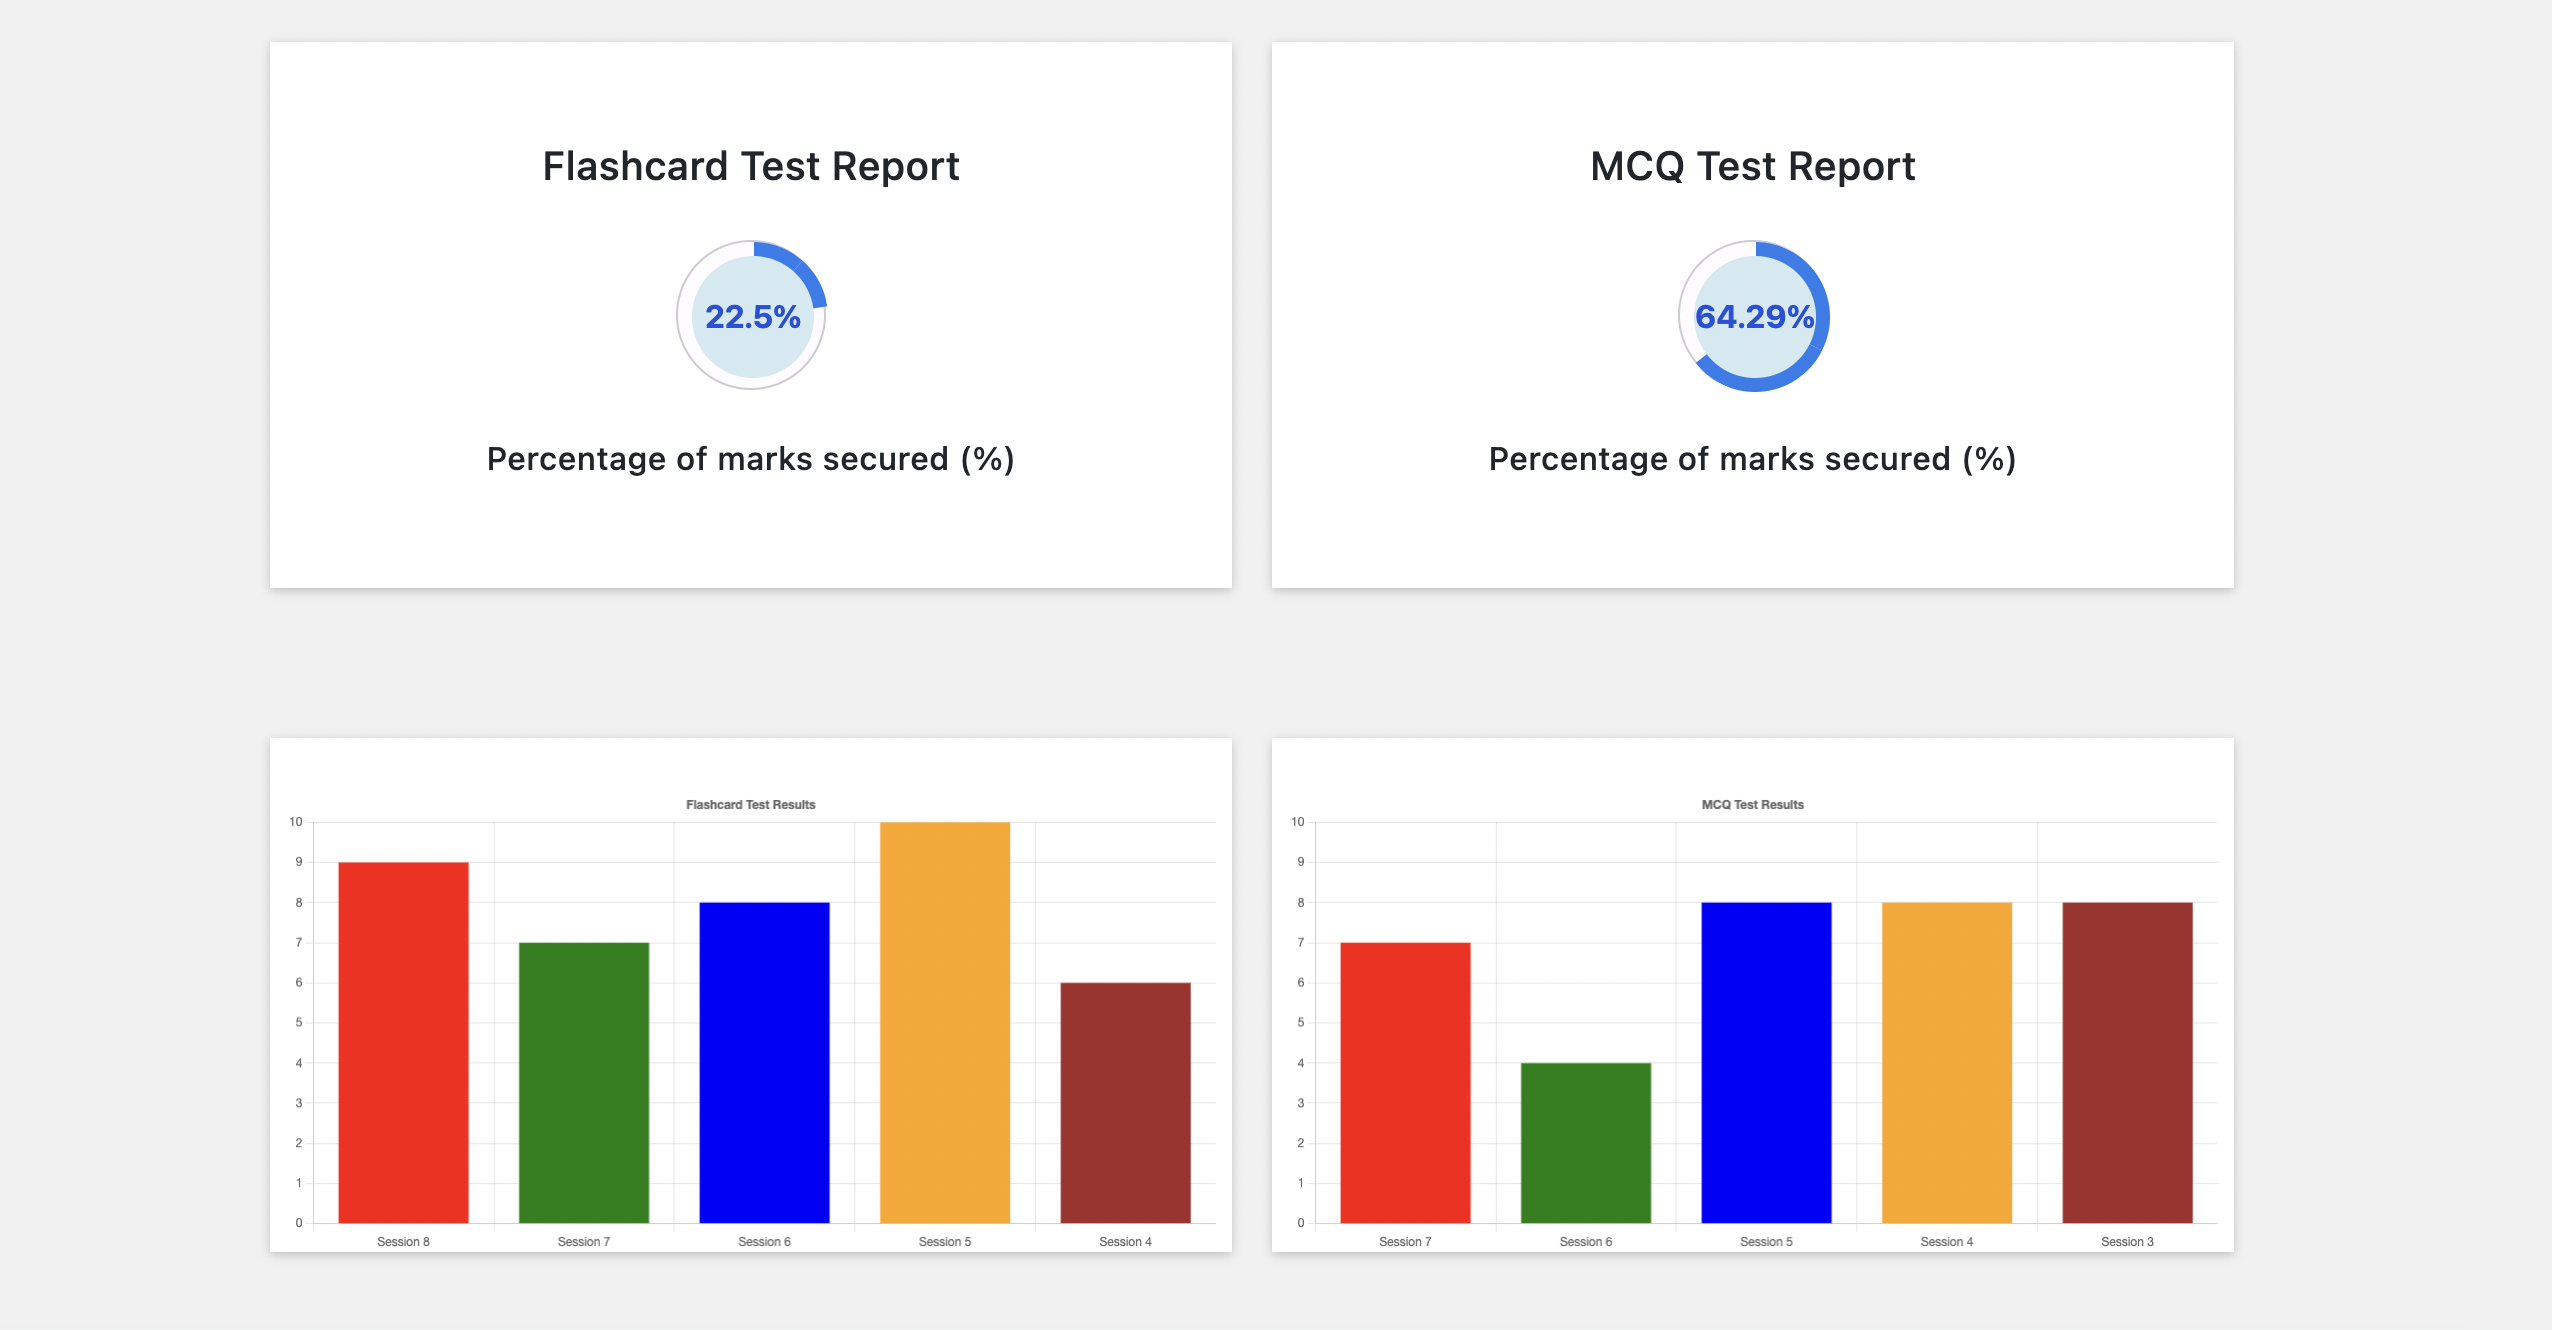 Flashcard Test Report
22.5%
Percentage of marks secured (%)
MCQ Test Report
64.29%
Percentage of marks secured (%)
Flashcard Test Results
10
9
8
7
6
5
4
3
2
1
0
Session 8
Session 7
Session 6
Session 5
Session 4
MCQ Test Results
10
9
8
7
6
5
4
3
2
1
0
Session 7
Session 6
Session 5
Session 4
Session 3